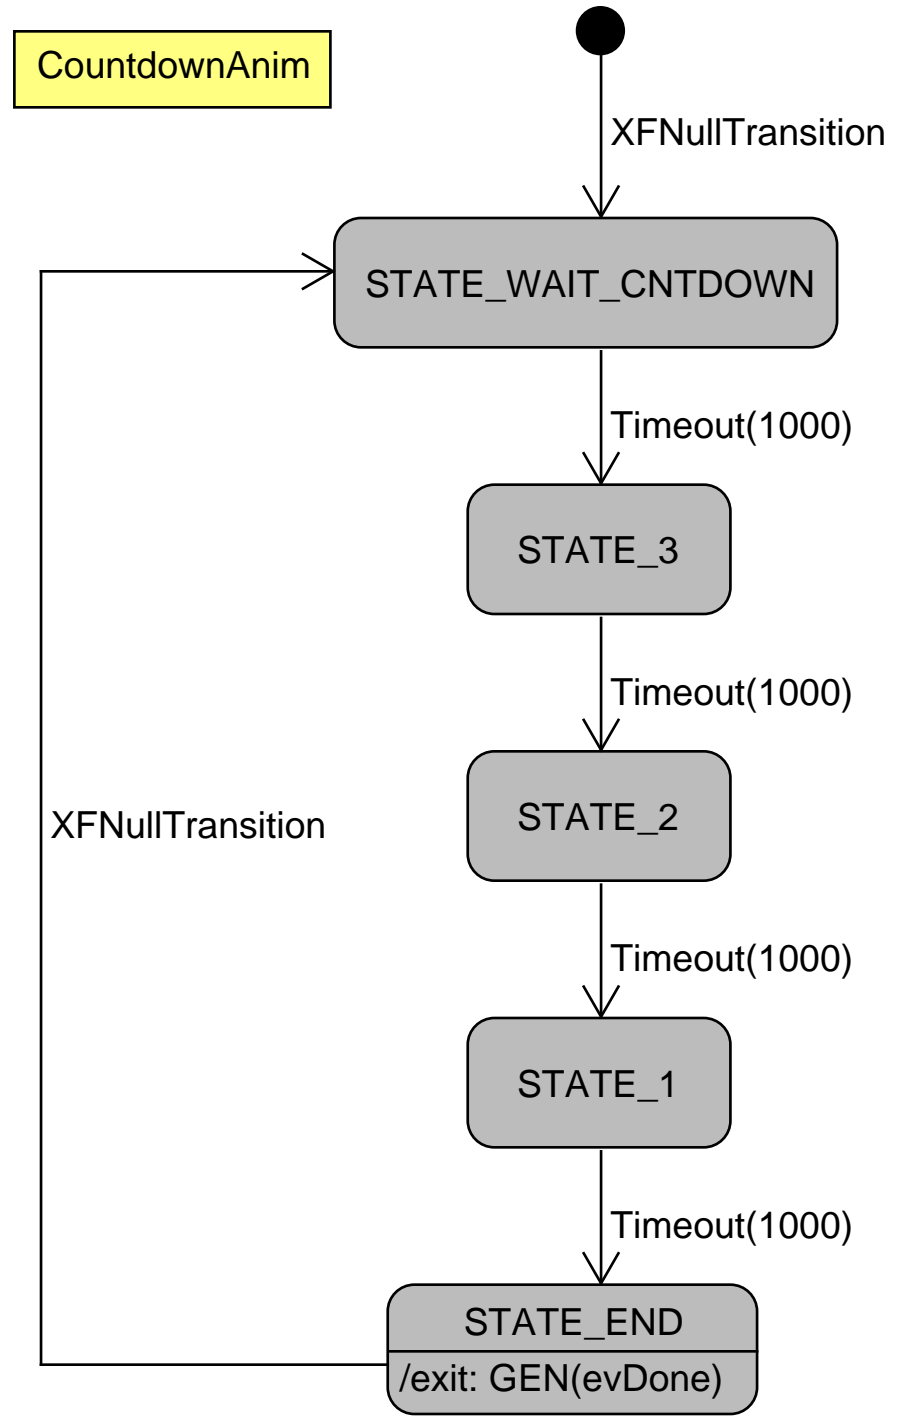 CountdownAnim
XFNullTransition
STATE_WAIT_CNTDOWN
Timeout(1000)
STATE_3
Timeout(1000)
STATE_2
XFNullTransition
Timeout(1000)
STATE_1
Timeout(1000)
STATE_END
/exit: GEN(evDone)